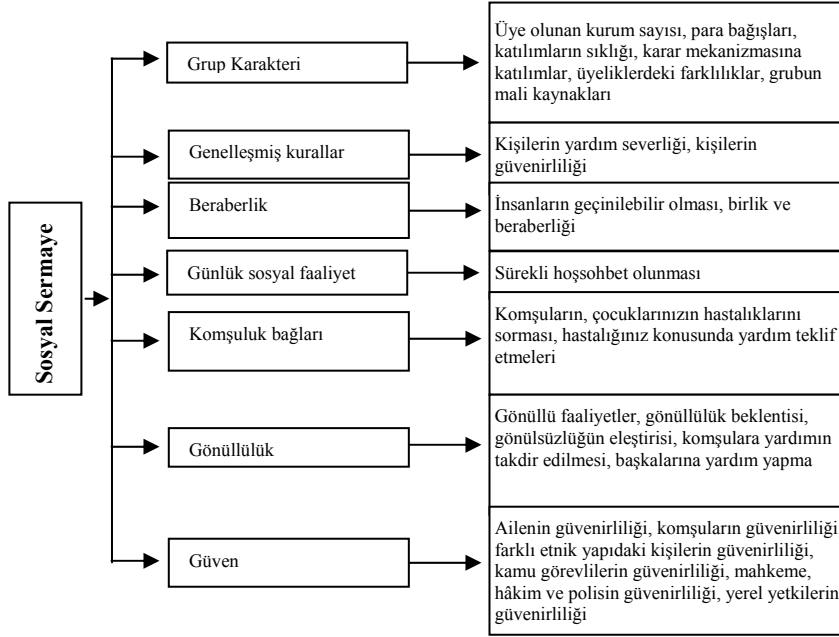 Sosyal Sermaye
Grup Karakteri
Üye olunan kurum sayısı, para bağışları,
katılımların sıklığı, karar mekanizmasına
katılımlar, üyeliklerdeki farklılıklar, grubun
mali kaynakları
Genelleşmiş kurallar
Kişilerin yardım severliği, kişilerin
güvenirliliği
Beraberlik
İnsanların geçinilebilir olması, birlik ve
beraberliği
Günlük sosyal faaliyet
Sürekli hoşsohbet olunması
Komşuluk bağları
Komşuların, çocuklarınızın hastalıklarını
sorması, hastalığınız konusunda yardım teklif
etmeleri
Gönüllülük
Gönüllü faaliyetler, gönüllülük beklentisi,
gönülsüzlüğün eleştirisi, komşulara yardımın
takdir edilmesi, başkalarına yardım yapma
Güven
Ailenin güvenirliliği, komşuların güvenirliliği
farklı etnik yapıdaki kişilerin güvenirliliği,
kamu görevlilerin güvenirliliği, mahkeme,
hâkim ve polisin güvenirliliği, yerel yetkilerin
güvenirliliği